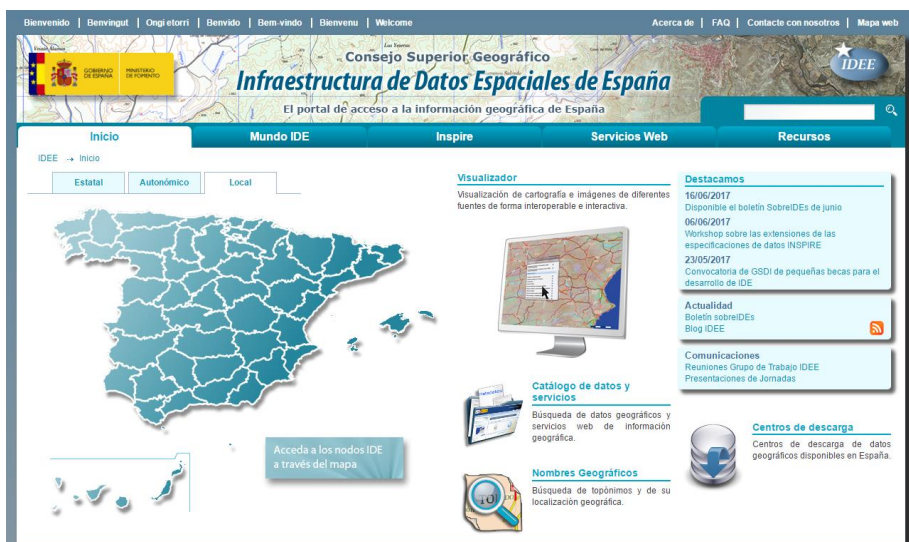 Bienvenido | Benvingut | Ongi etorri | Benvido | Bem-vindo | Bienvenu | Welcome
Acerca de | FAQ | Contacte con nosotros | Mapa web
GOBIERNO DE ESPAÑA
MINISTERIO DE FOMENTO
Consejo Superior Geográfico
Infraestructura de Datos Espaciales de España
El portal de acceso a la información geográfica de España
IDEE
Inicio
Mundo IDE
Inspire
Servicios Web
Recursos
IDEE → Inicio
Estatal
Autonómico
Local
Acceda a los nodos IDE
a través del mapa
Visualizador
Visualización de cartografía e imágenes de diferentes
fuentes de forma interoperable e interactiva.
Catálogo de datos y
servicios
Búsqueda de datos geográficos y
servicios web de información
geográfica.
Nombres Geográficos
Búsqueda de topónimos y de su
localización geográfica.
Destacamos
16/06/2017
Disponible el boletín SobreIDEs de junio
06/06/2017
Workshop sobre las extensiones de las
especificaciones de datos INSPIRE
23/05/2017
Convocatoria de GSDI de pequeñas becas para el
desarrollo de IDE
Actualidad
Boletín sobreIDEs
Blog IDEE
Comunicaciones
Reuniones Grupo de Trabajo IDEE
Presentaciones de Jornadas
Centros de descarga
Centros de descarga de datos
geográficos disponibles en España.